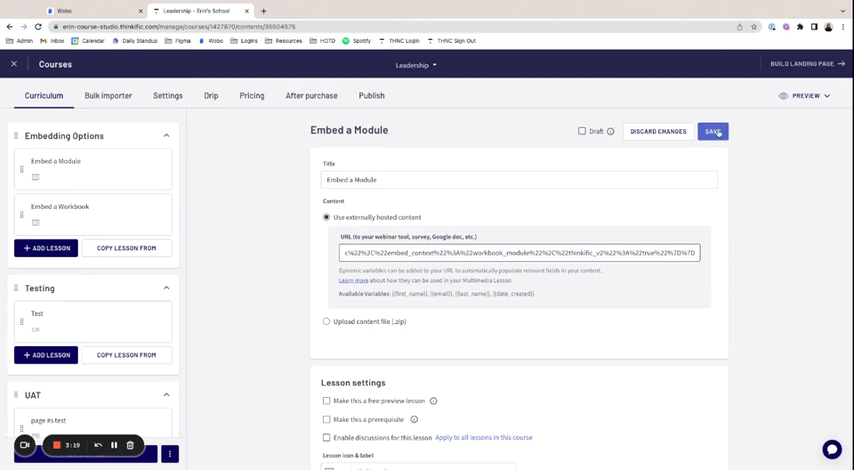 Wobo
Leadership - Erin's School
erin-course-studio.thinkific.com/manage/courses/1427870/contents/35504575
Admin Inbox Calendar Daily Standup Figma Wobo Logins Resources HOTD Spotify THNC Login THNC Sign Out
Courses
Leadership
BUILD LANDING PAGE
Curriculum Bulk importer Settings Drip Pricing After purchase Publish
PREVIEW
Embedding Options
Embed a Module
Embed a Workbook
+ ADD LESSON COPY LESSON FROM
Testing
Test
+ ADD LESSON COPY LESSON FROM
UAT
page #s test
3:19
Embed a Module
Draft DISCARD CHANGES SAVE
Title
Embed a Module
Content
Use externally hosted content
URL (to your webinar tool, survey, Google doc, etc.)
c%22%2C%22embed_context%22%3A%22workbook_module%22%2C%22thinkific_v2%22%3A%22true%22%7D%7D
Dynamic variables can be added to your URL to automatically populate relevant fields in your content.
Learn more about how they can be used in your Multimedia Lesson.
Available Variables: {{first_name}}, {{email}}, {{last_name}}, {{date_created}}
Upload content file (.zip)
Lesson settings
Make this a free preview lesson
Make this a prerequisite
Enable discussions for this lesson Apply to all lessons in this course
Lesson icon & label